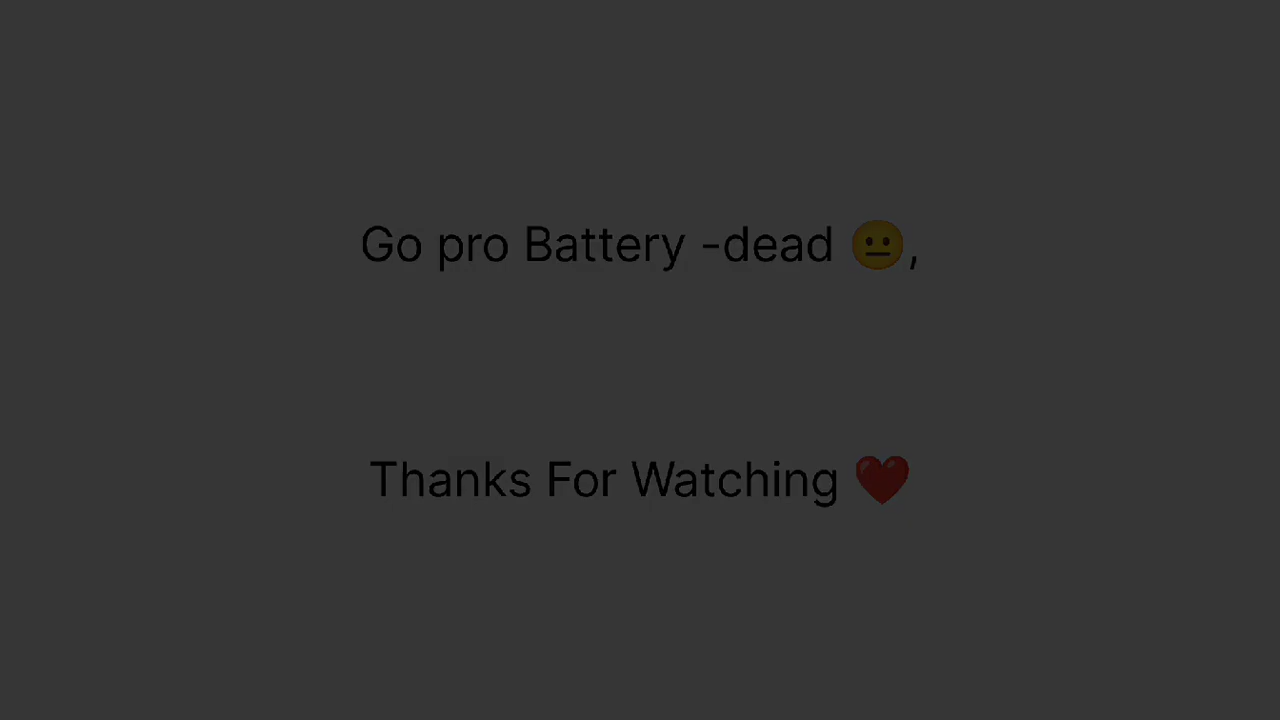 Go pro Battery -dead 😐,
Thanks For Watching ❤️